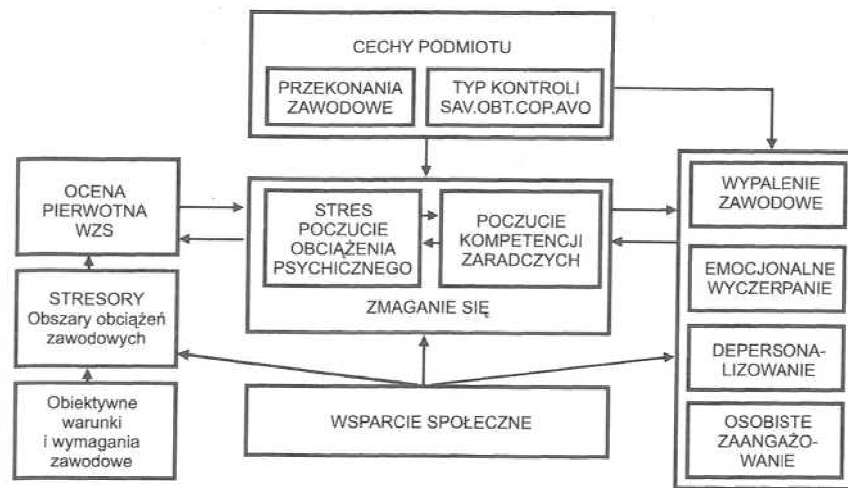 CECHY PODMIOTU
PRZEKONANIA
ZAWODOWE
TYP KONTROLI
SAV.OBT.COP.AVO
OCENA
PIERWOTNA
WZS
STRESORY
Obszary obciążeń
zawodowych
Obiektywne
warunki
i wymagania
zawodowe
STRES
POCZUCIE
OBCIĄŻENIA
PSYCHICZNEGO
POCZUCIE
KOMPETENCJI
ZARADCZYCH
ZMAGANIE SIĘ
WSPARCIE SPOŁECZNE
WYPALENIE
ZAWODOWE
EMOCJONALNE
WYCZERPANIE
DEPERSONA-
LIZOWANIE
OSOBISTE
ZAANGAŻO-
WANIE